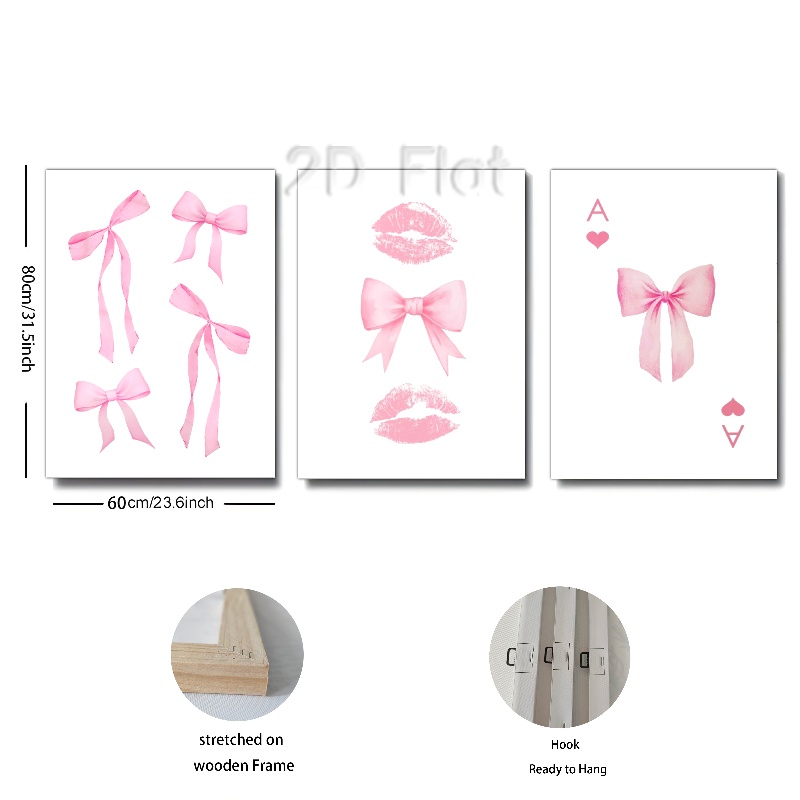 2D Flat
80cm/31.5inch
A
A
60cm/23.6inch
stretched on
wooden Frame
Hook
Ready to Hang